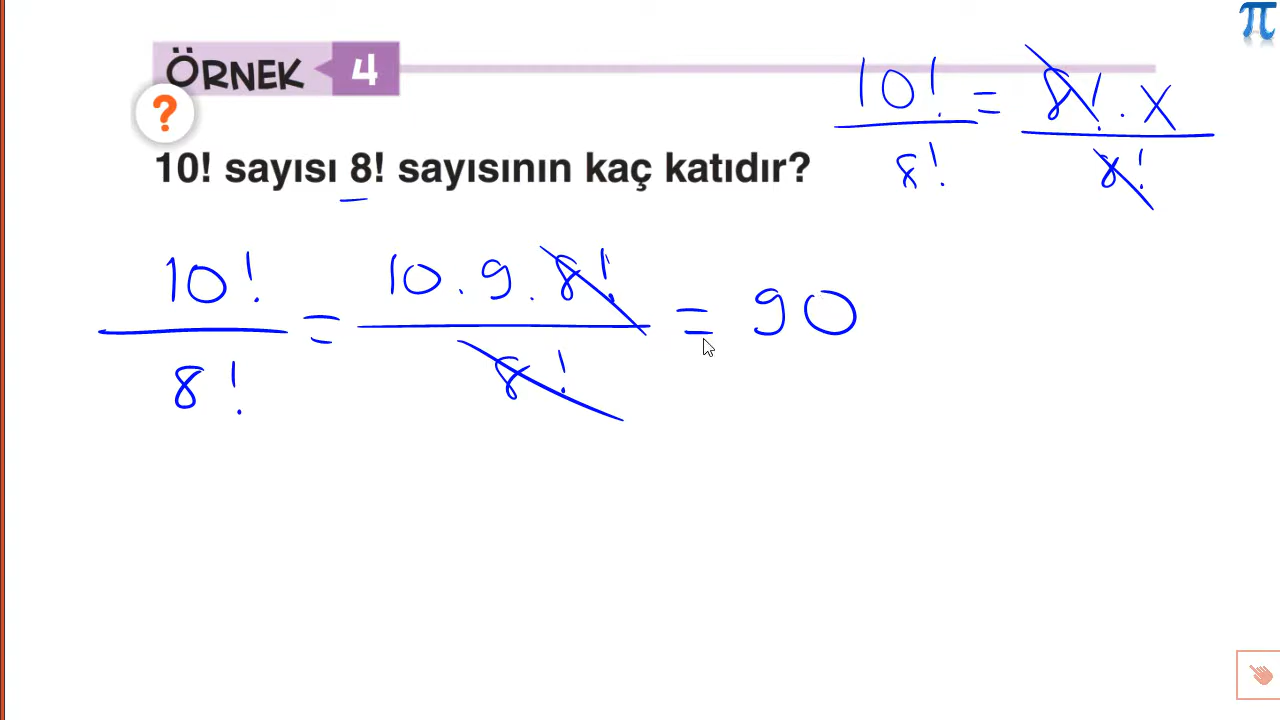 π
ÖRNEK 4
?
10! sayısı 8! sayısının kaç katıdır?
10! / 8! = 8! . x / 8!
10! / 8! = 10 . 9 . 8! / 8! = 90